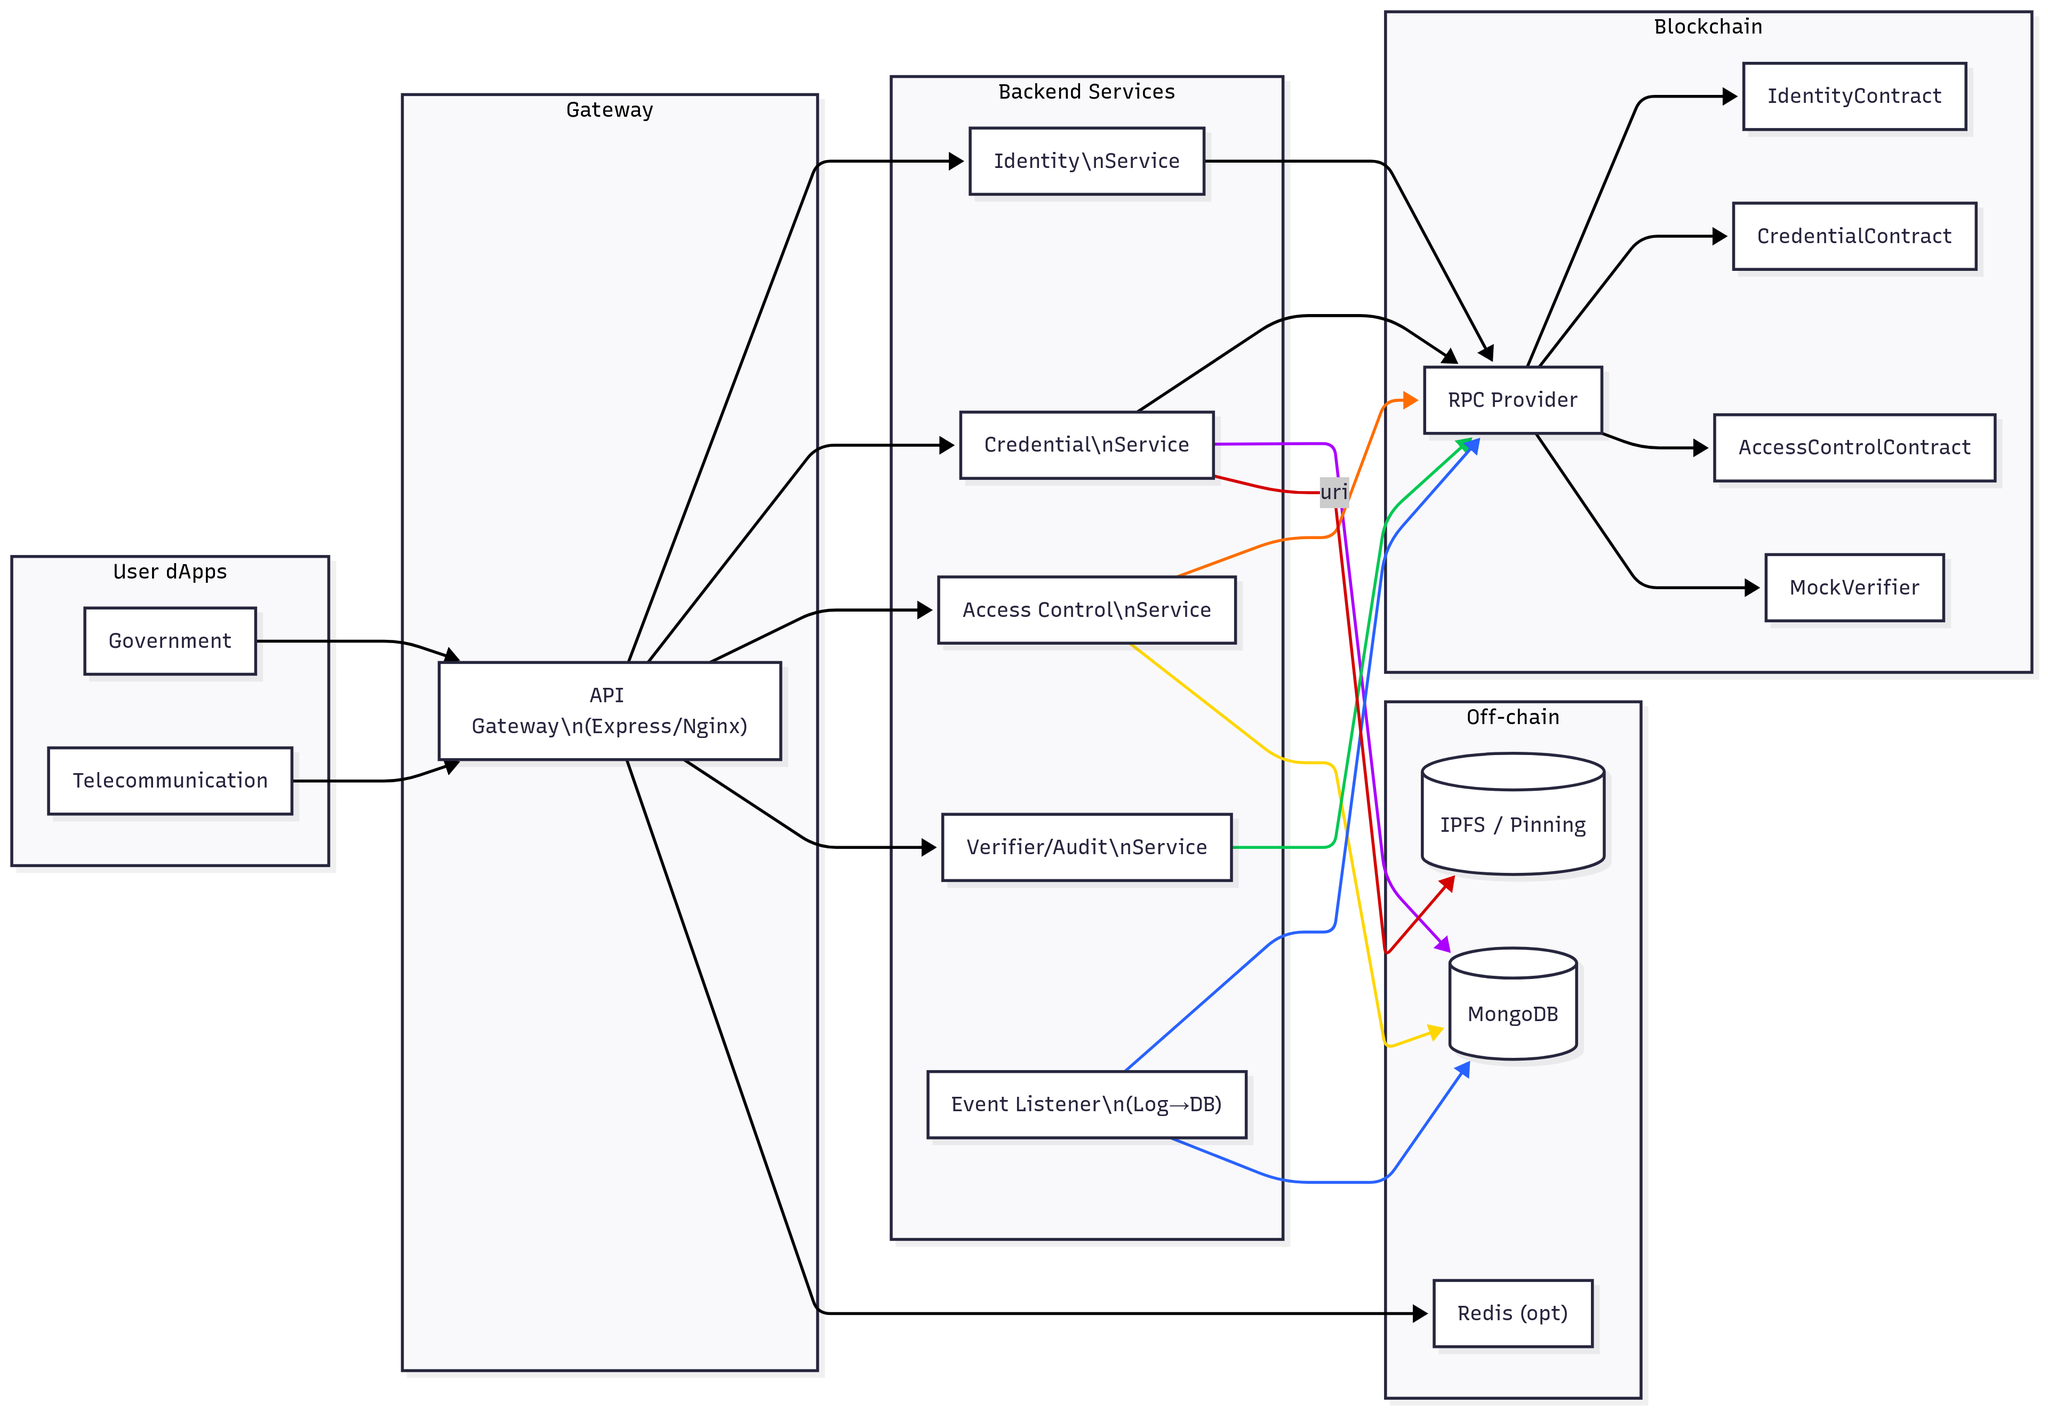 User dApps
Government
Telecommunication
Gateway
API
Gateway\n(Express/Nginx)
Backend Services
Identity\nService
Credential\nService
Access Control\nService
Verifier/Audit\nService
Event Listener\n(Log→DB)
uri
Blockchain
RPC Provider
IdentityContract
CredentialContract
AccessControlContract
MockVerifier
Off-chain
IPFS / Pinning
MongoDB
Redis (opt)